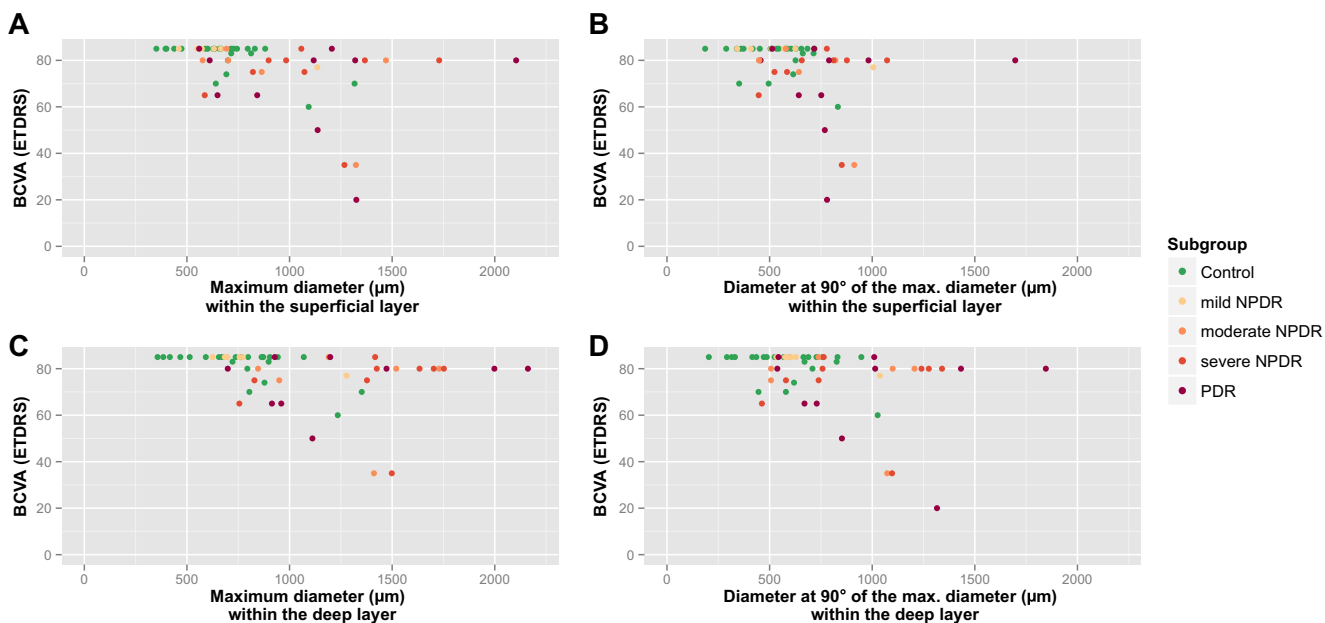 A
BCVA (ETDRS)
80
60
40
20
0
0 500 1000 1500 2000
Maximum diameter (µm)
within the superficial layer
B
BCVA (ETDRS)
80
60
40
20
0
0 500 1000 1500 2000
Diameter at 90° of the max. diameter (µm)
within the superficial layer
C
BCVA (ETDRS)
80
60
40
20
0
0 500 1000 1500 2000
Maximum diameter (µm)
within the deep layer
D
BCVA (ETDRS)
80
60
40
20
0
0 500 1000 1500 2000
Diameter at 90° of the max. diameter (µm)
within the deep layer
Subgroup
Control
mild NPDR
moderate NPDR
severe NPDR
PDR